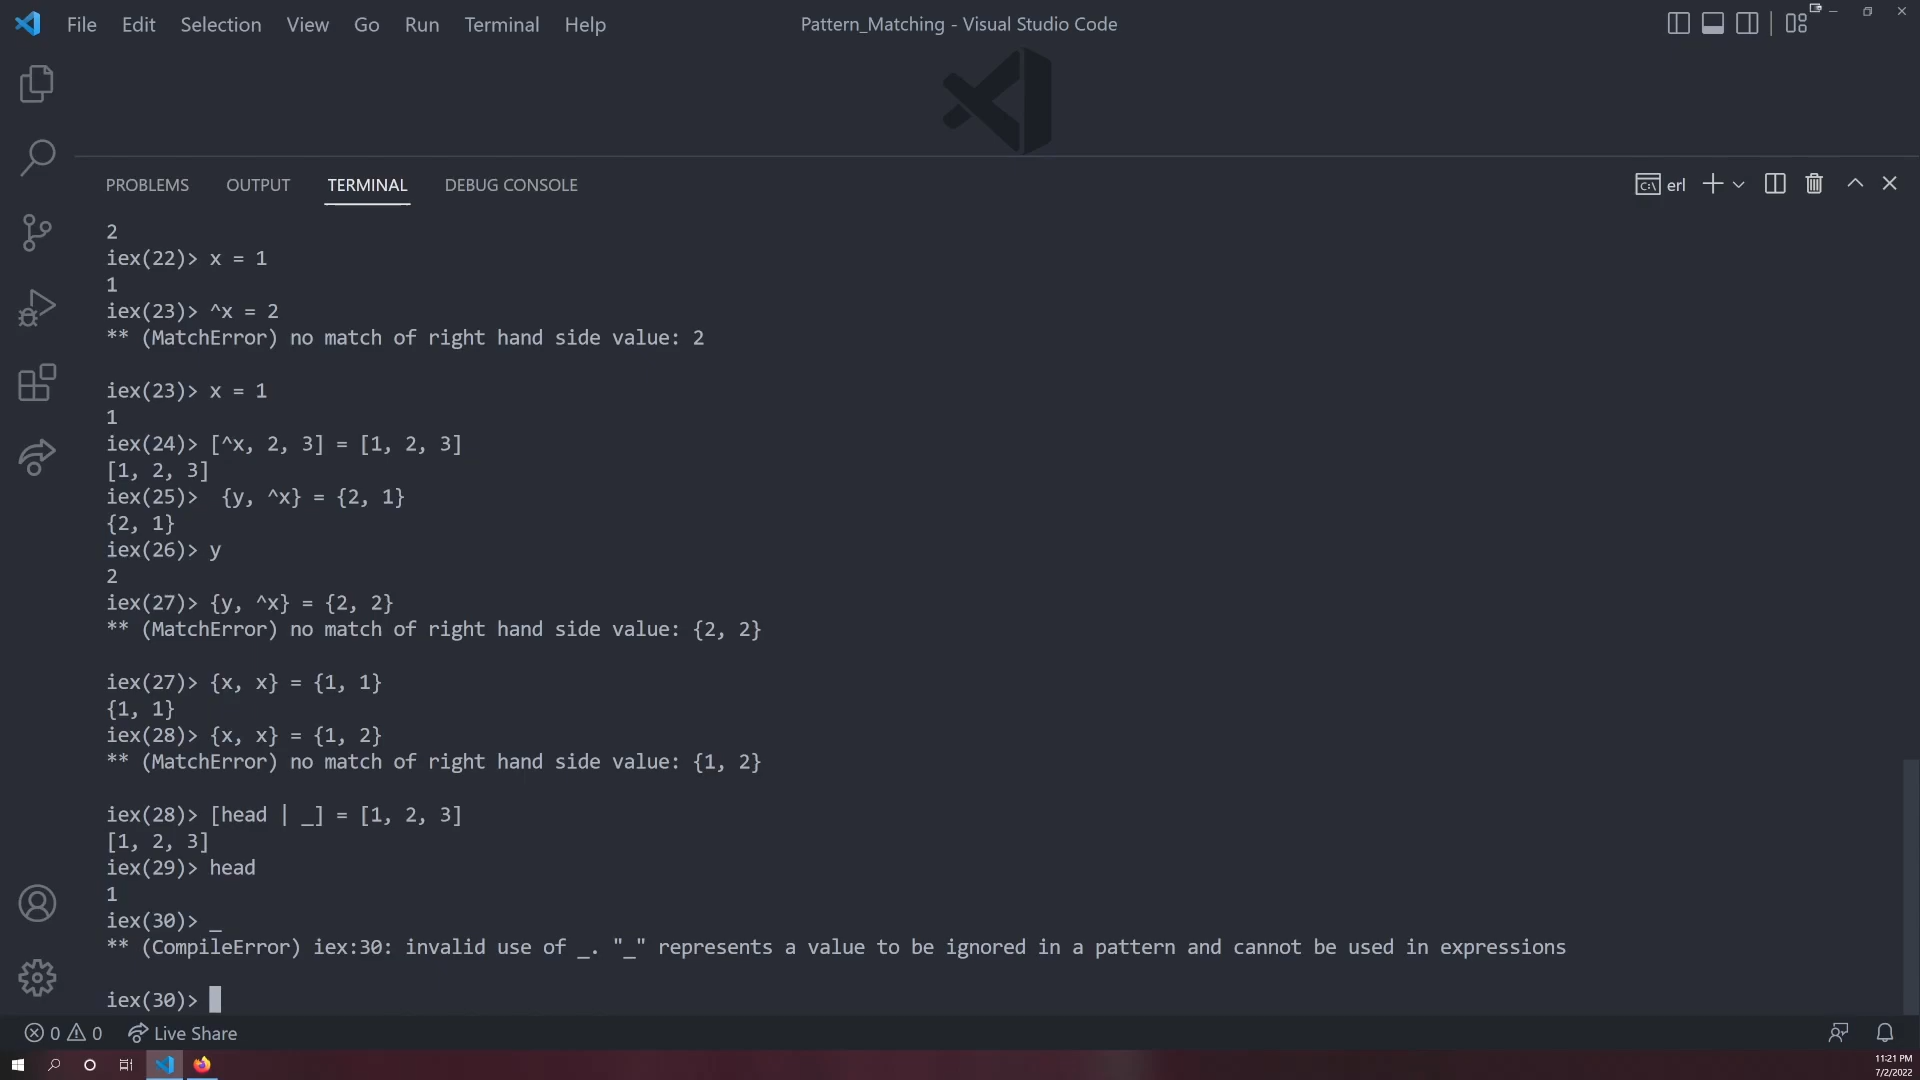 File Edit Selection View Go Run Terminal Help Pattern_Matching - Visual Studio Code
PROBLEMS OUTPUT TERMINAL DEBUG CONSOLE erl
2
iex(22)> x = 1
1
iex(23)> ^x = 2
** (MatchError) no match of right hand side value: 2
iex(23)> x = 1
1
iex(24)> [^x, 2, 3] = [1, 2, 3]
[1, 2, 3]
iex(25)>  {y, ^x} = {2, 1}
{2, 1}
iex(26)> y
2
iex(27)> {y, ^x} = {2, 2}
** (MatchError) no match of right hand side value: {2, 2}
iex(27)> {x, x} = {1, 1}
{1, 1}
iex(28)> {x, x} = {1, 2}
** (MatchError) no match of right hand side value: {1, 2}
iex(28)> [head | _] = [1, 2, 3]
[1, 2, 3]
iex(29)> head
1
iex(30)> _
** (CompileError) iex:30: invalid use of _. "_" represents a value to be ignored in a pattern and cannot be used in expressions
iex(30)>
0 0 Live Share
11:21 PM
7/2/2022